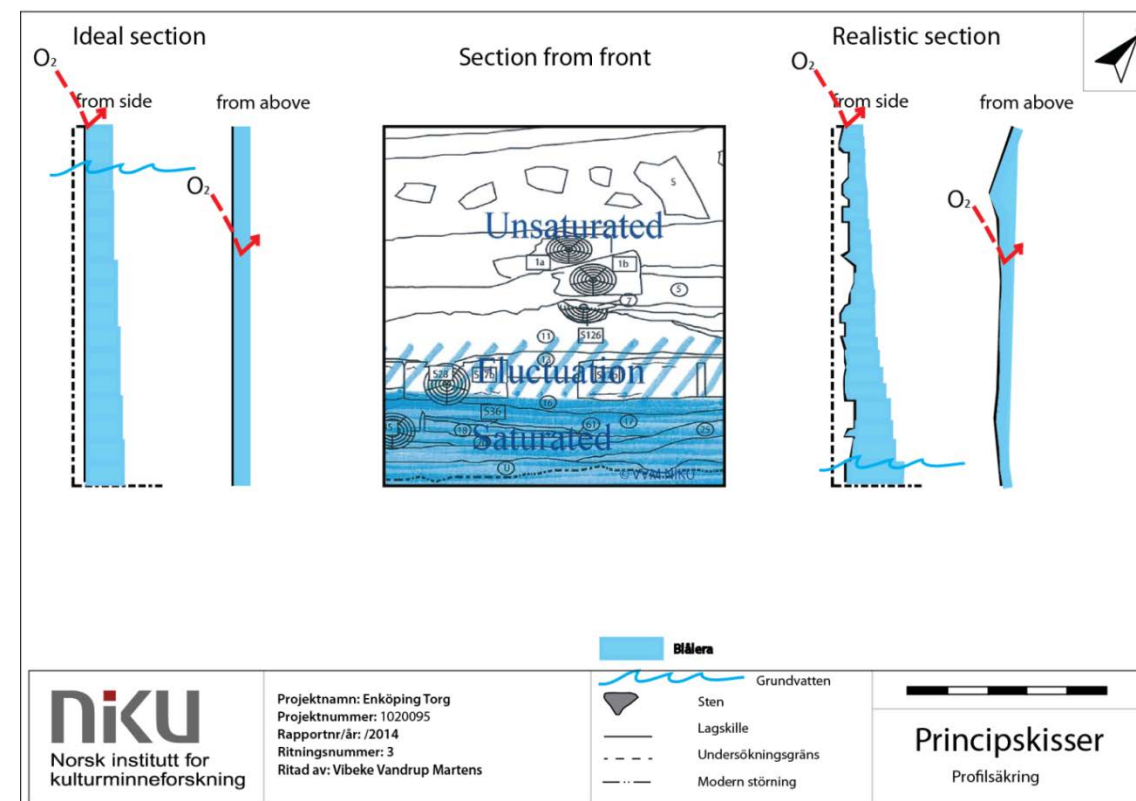 Ideal section
Section from front
Realistic section
O₂
from side
from above
O₂
O₂
from side
from above
O₂
S
Unsaturated
1a
1b
5
7
11
S126
13
Fluctuation
S28
16
S36
18
61
17
25
Saturated
U
© VVM NIKU
Blålera
Grundvatten
Sten
Lagskille
Undersökningsgräns
Modern störning
NIKU
Norsk institutt for
kulturminneforskning
Projektnamn: Enköping Torg
Projektnummer: 1020095
Rapportnr/år: /2014
Ritningsnummer: 3
Ritad av: Vibeke Vandrup Martens
Principskisser
Profilsäkring